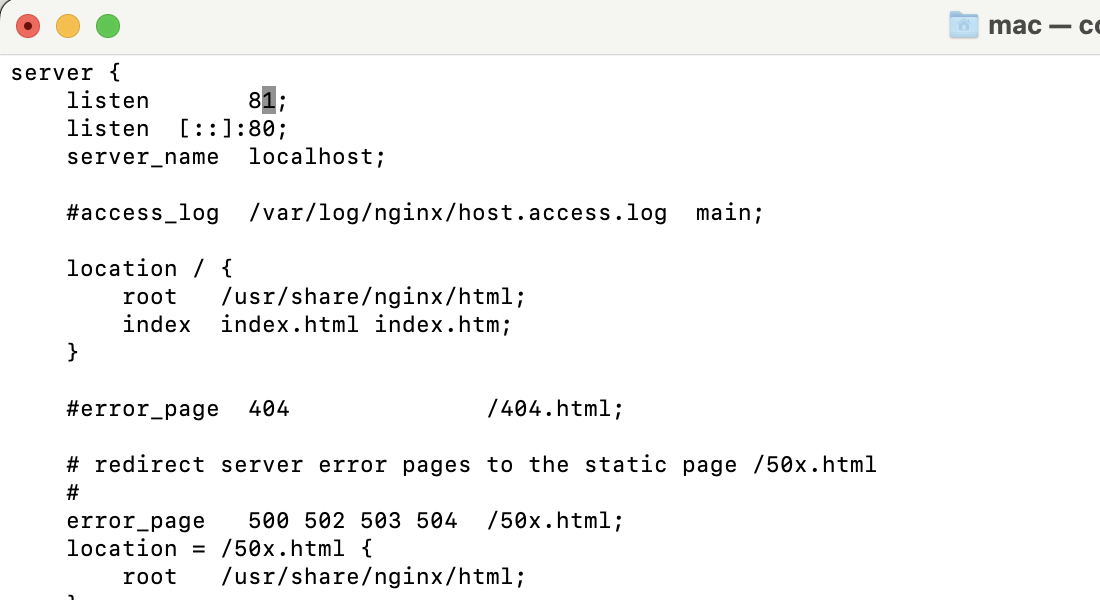 mac — co
server {
    listen       81;
    listen  [::]:80;
    server_name  localhost;

    #access_log  /var/log/nginx/host.access.log  main;

    location / {
        root   /usr/share/nginx/html;
        index  index.html index.htm;
    }

    #error_page  404              /404.html;

    # redirect server error pages to the static page /50x.html
    #
    error_page   500 502 503 504  /50x.html;
    location = /50x.html {
        root   /usr/share/nginx/html;
    }